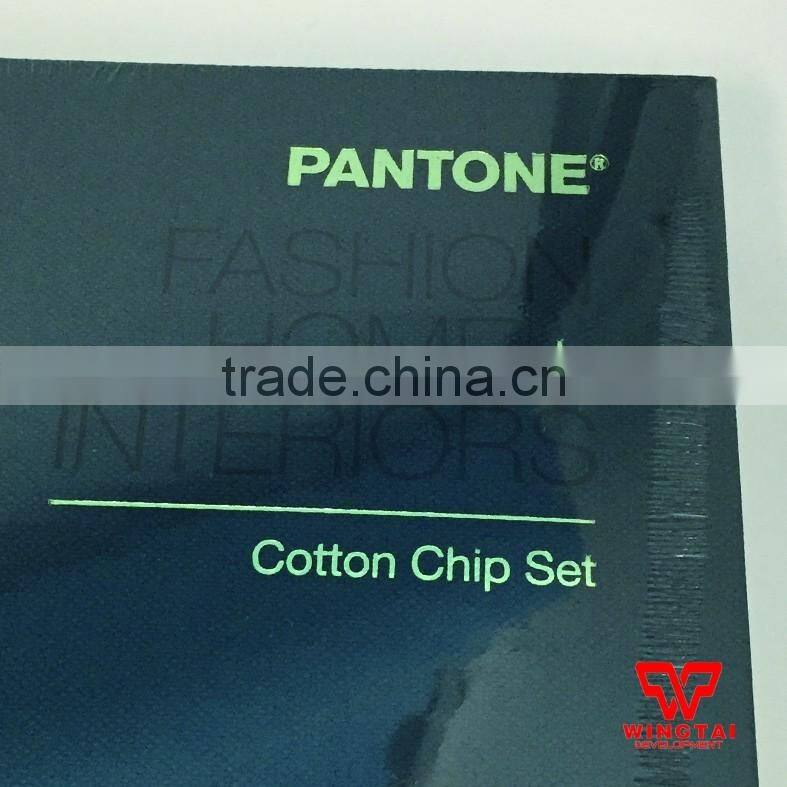 PANTONE®
FASHION
HOME
trade.china.cn
INTERIORS
Cotton Chip Set
WINGTAI
DEVELOPMENT